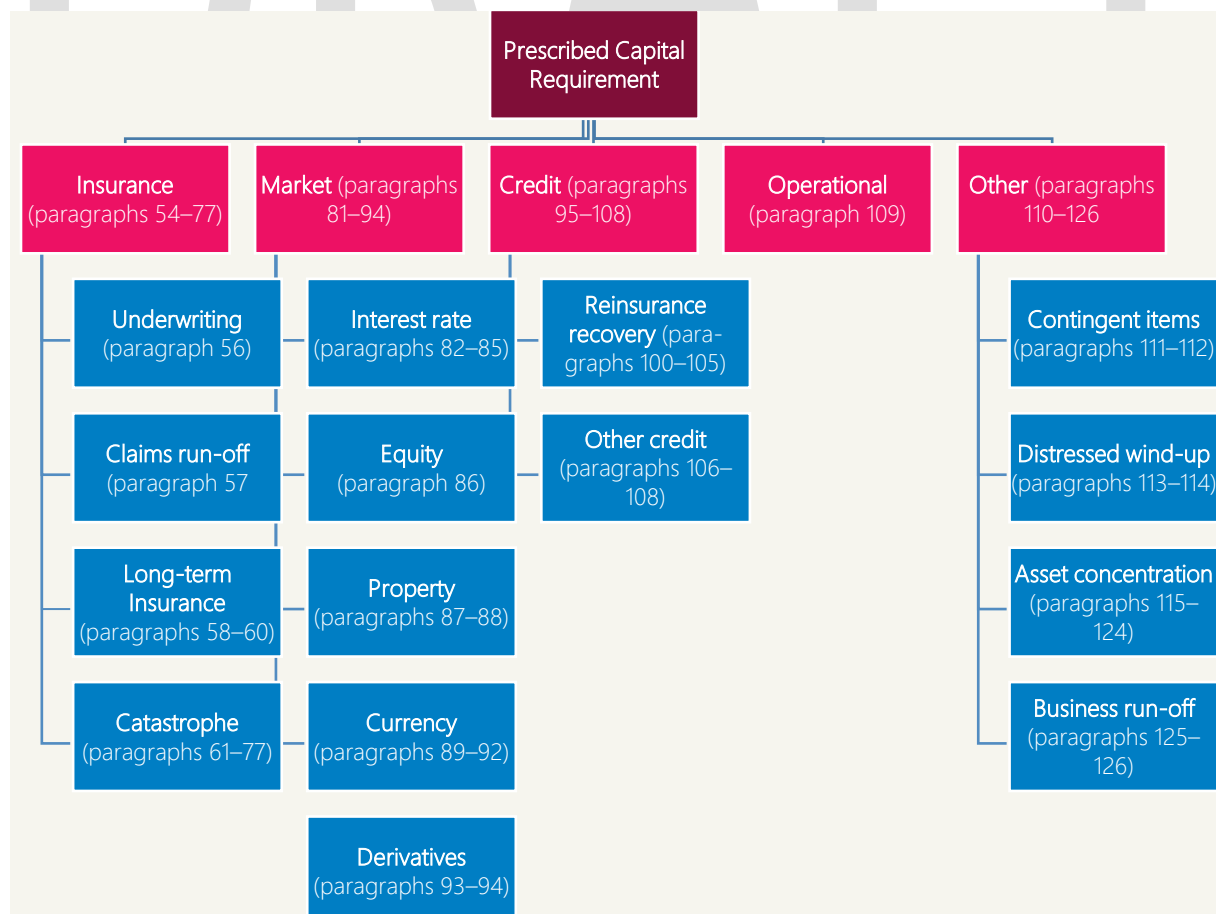 Prescribed Capital
Requirement
Insurance
(paragraphs 54–77)
Market (paragraphs
81–94)
Credit (paragraphs
95–108)
Operational
(paragraph 109)
Other (paragraphs
110–126
Underwriting
(paragraph 56)
Interest rate
(paragraphs 82–85)
Reinsurance
recovery (para-
graphs 100–105)
Contingent items
(paragraphs 111–112)
Claims run-off
(paragraph 57
Equity
(paragraph 86)
Other credit
(paragraphs 106–
108)
Distressed wind-up
(paragraphs 113–114)
Long-term
Insurance
(paragraphs 58–60)
Property
(paragraphs 87–88)
Asset concentration
(paragraphs 115–
124)
Catastrophe
(paragraphs 61–77)
Currency
(paragraphs 89–92)
Business run-off
(paragraphs 125–
126)
Derivatives
(paragraphs 93–94)